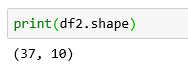 print(df2.shape)
(37, 10)